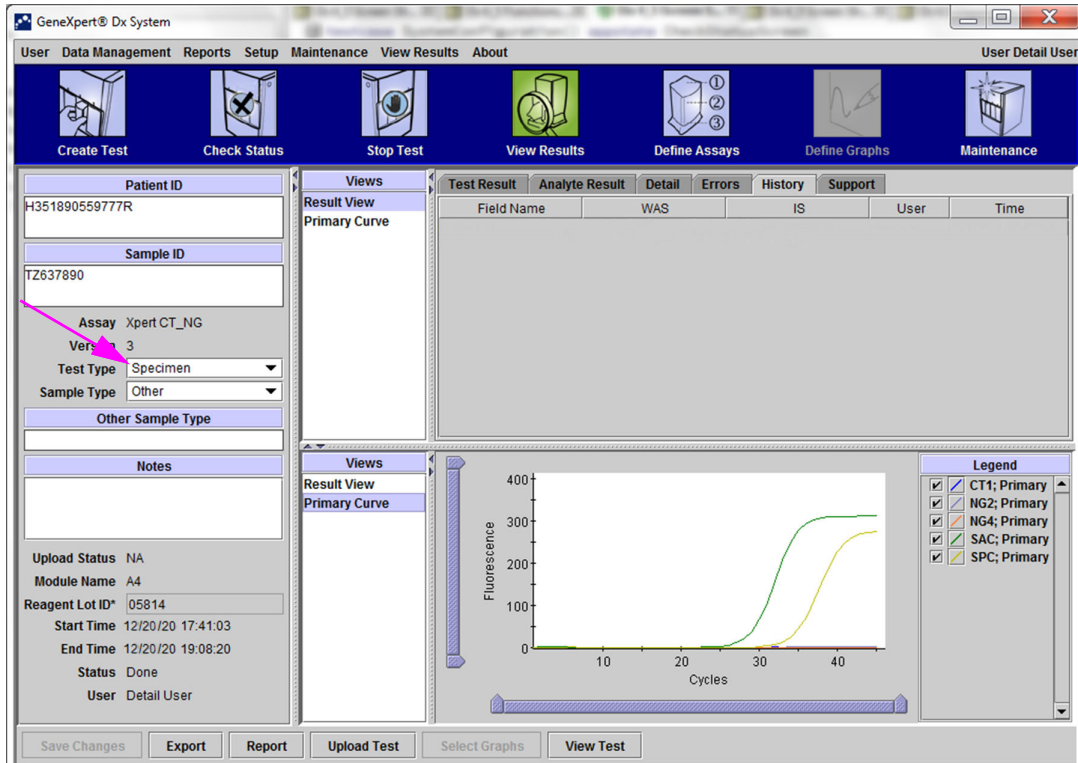 GeneXpert® Dx System
User Data Management Reports Setup Maintenance View Results About User Detail User
Create Test Check Status Stop Test View Results Define Assays Define Graphs Maintenance
① ② ③
Patient ID
H351890559777R
Sample ID
TZ637890
Assay Xpert CT_NG
3
Test Type Specimen
Sample Type Other
Other Sample Type
Notes
Upload Status NA
Module Name A4
Reagent Lot ID* 05814
Start Time 12/20/20 17:41:03
End Time 12/20/20 19:08:20
Status Done
User Detail User
Views
Result View
Primary Curve
Test Result Analyte Result Detail Errors History Support
Field Name WAS IS User Time
Views
Result View
Primary Curve
400
300
200
100
0
Fluorescence
10 20 30 40
Cycles
Legend
CT1; Primary
NG2; Primary
NG4; Primary
SAC; Primary
SPC; Primary
Save Changes Export Report Upload Test Select Graphs View Test